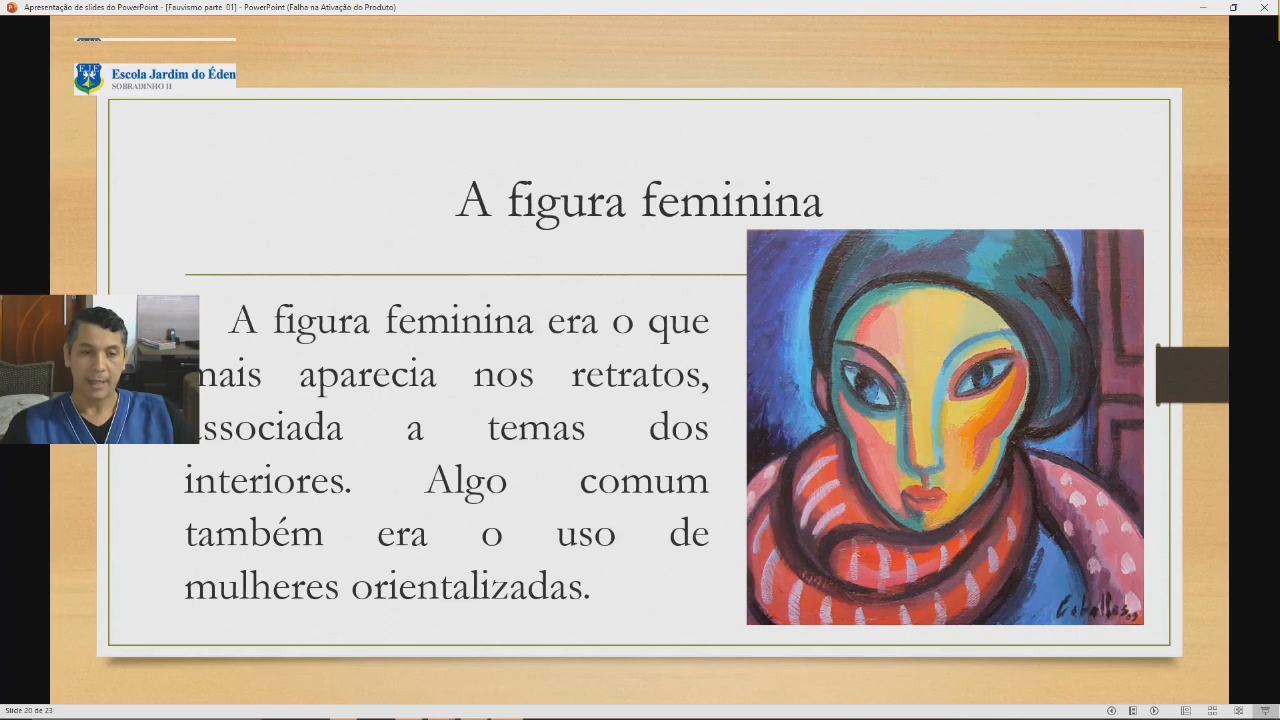 Apresentação de slides do PowerPoint - [Fauvismo parte 01] - PowerPoint (Falha na Ativação do Produto)
E J E
Escola Jardim do Éden
SOBRADINHO II
A figura feminina
A figura feminina era o que
mais aparecia nos retratos,
associada a temas dos
interiores. Algo comum
também era o uso de
mulheres orientalizadas.
Slide 20 de 23